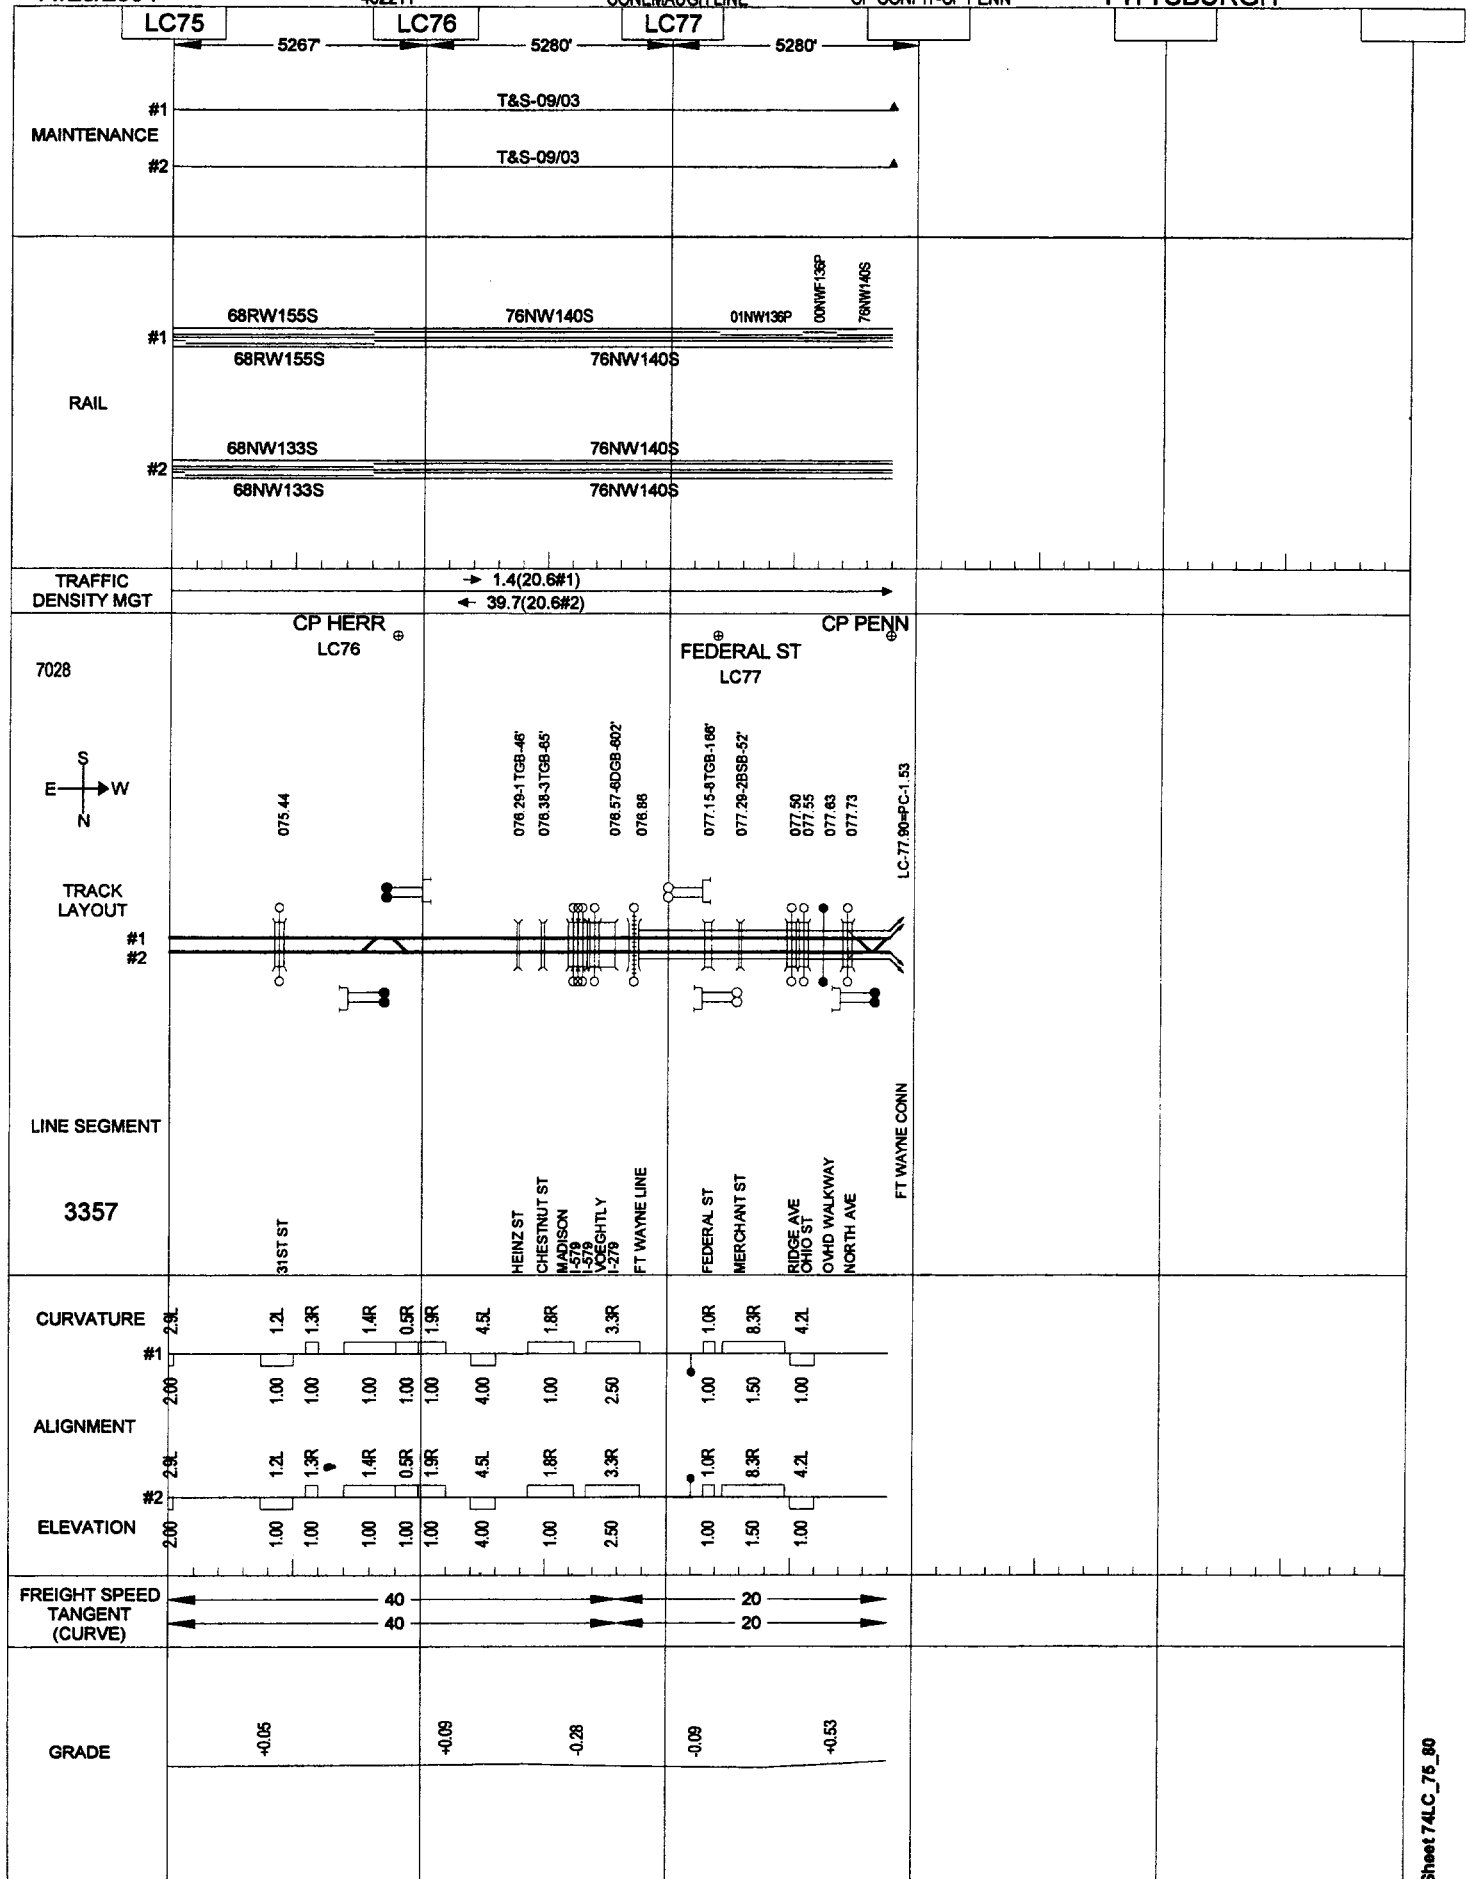 LC75
LC76
LC77
5267'
5280'
5280'
MAINTENANCE
#1
T&S-09/03
#2
T&S-09/03
RAIL
#1
68RW155S
76NW140S
01NW136P
00NWF136P
76NW140S
68RW155S
76NW140S
#2
68NW133S
76NW140S
68NW133S
76NW140S
TRAFFIC
DENSITY MGT
1.4(20.6#1)
39.7(20.6#2)
CP HERR
LC76
FEDERAL ST
LC77
CP PENN
7028
S
E
W
N
075.44
076.29-1TGB-46'
076.38-3TGB-65'
076.57-6DGB-602'
076.86
077.15-8TGB-166'
077.29-2BSB-52'
077.50
077.55
077.63
077.73
LC-77.90=PC-1.53
TRACK
LAYOUT
#1
#2
LINE SEGMENT
3357
31ST ST
HEINZ ST
CHESTNUT ST
MADISON
I-579
I-579
VOEGHTLY
I-279
FT WAYNE LINE
FEDERAL ST
MERCHANT ST
RIDGE AVE
OHIO ST
OVHD WALKWAY
NORTH AVE
FT WAYNE CONN
CURVATURE
2.9L
1.2L
1.3R
1.4R
0.5R
1.9R
4.5L
1.8R
3.3R
1.0R
8.3R
4.2L
#1
2.00
1.00
1.00
1.00
1.00
1.00
4.00
1.00
2.50
1.00
1.50
1.00
ALIGNMENT
2.9L
1.2L
1.3R
1.4R
0.5R
1.9R
4.5L
1.8R
3.3R
1.0R
8.3R
4.2L
#2
ELEVATION
2.00
1.00
1.00
1.00
1.00
1.00
4.00
1.00
2.50
1.00
1.50
1.00
FREIGHT SPEED
TANGENT
(CURVE)
40
20
40
20
GRADE
+0.05
+0.09
-0.28
-0.09
+0.53
Sheet 74LC_75_80